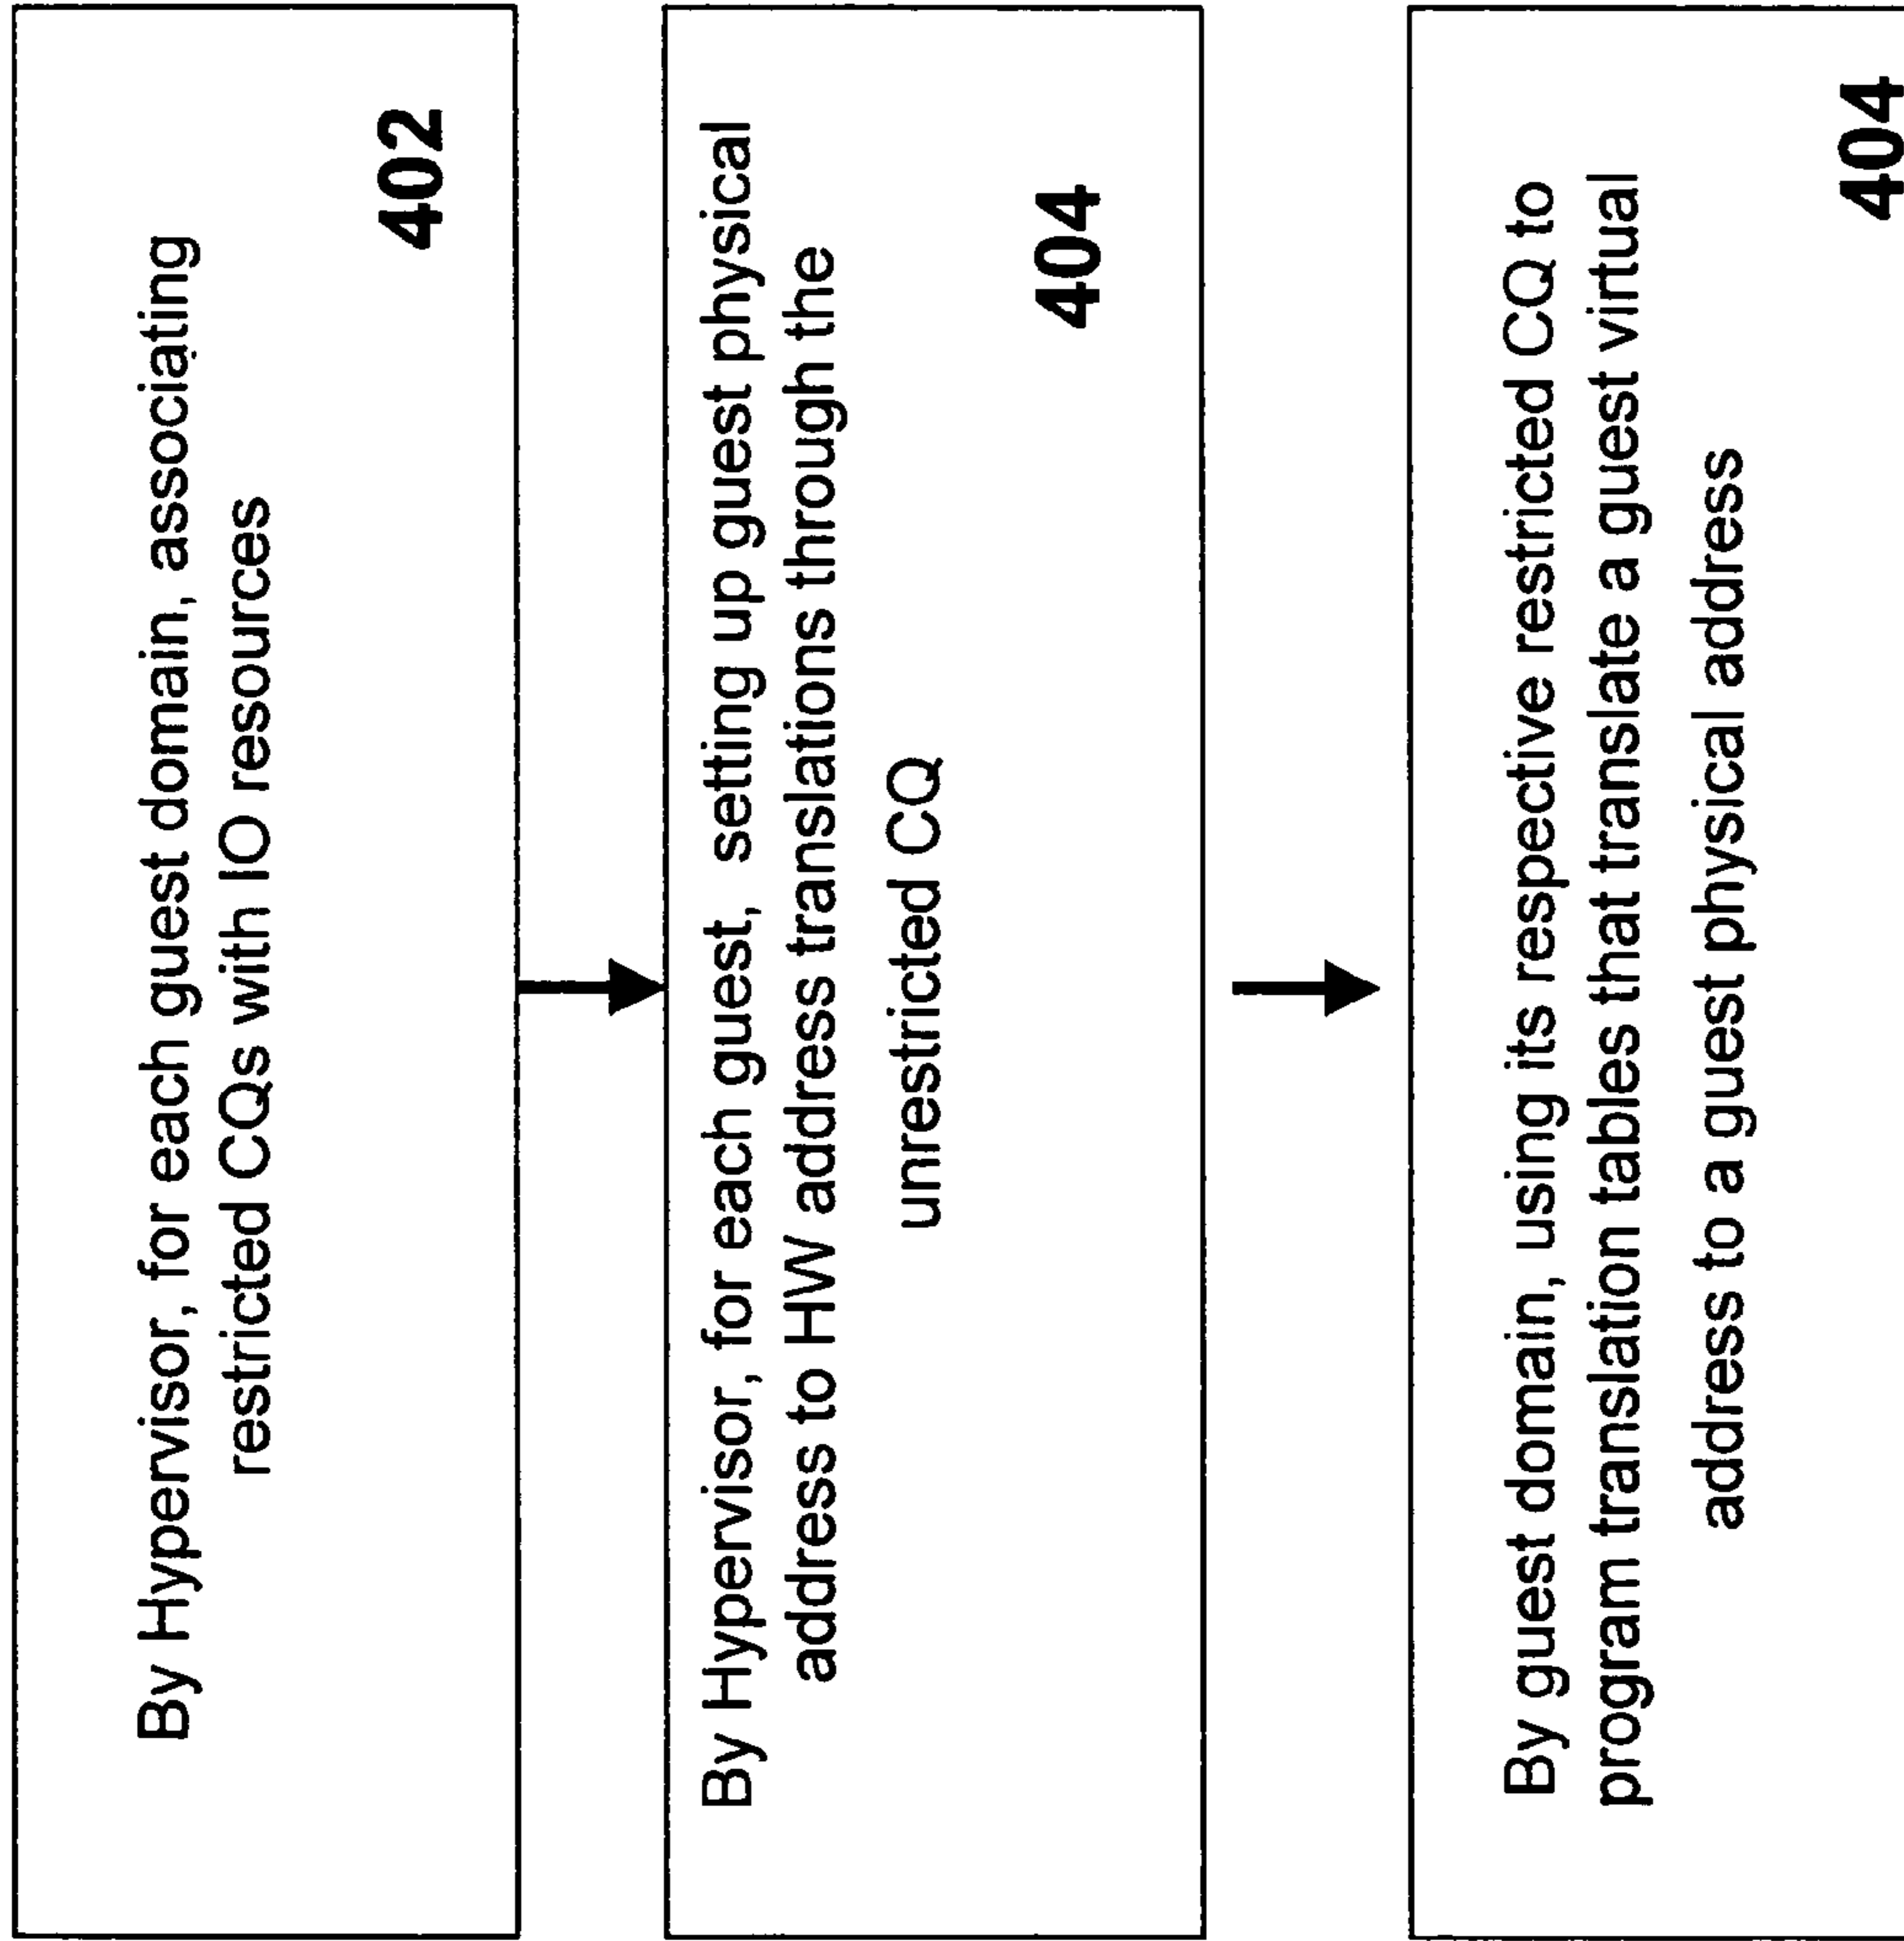 By Hypervisor, for each guest domain, associating
restricted CQs with IO resources
402
By Hypervisor, for each guest, setting up guest physical
address to HW address translations through the
unrestricted CQ
404
By guest domain, using its respective restricted CQ to
program translation tables that translate a guest virtual
address to a guest physical address
404